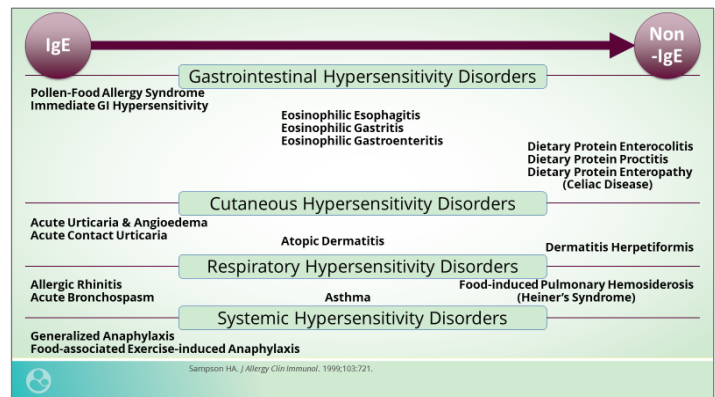 IgE
Non
-IgE
Gastrointestinal Hypersensitivity Disorders
Pollen-Food Allergy Syndrome
Immediate GI Hypersensitivity
Eosinophilic Esophagitis
Eosinophilic Gastritis
Eosinophilic Gastroenteritis
Dietary Protein Enterocolitis
Dietary Protein Proctitis
Dietary Protein Enteropathy
(Celiac Disease)
Cutaneous Hypersensitivity Disorders
Acute Urticaria & Angioedema
Acute Contact Urticaria
Atopic Dermatitis
Dermatitis Herpetiformis
Respiratory Hypersensitivity Disorders
Allergic Rhinitis
Acute Bronchospasm
Asthma
Food-induced Pulmonary Hemosiderosis
(Heiner's Syndrome)
Systemic Hypersensitivity Disorders
Generalized Anaphylaxis
Food-associated Exercise-induced Anaphylaxis
Sampson HA. J Allergy Clin Immunol. 1999;103:721.